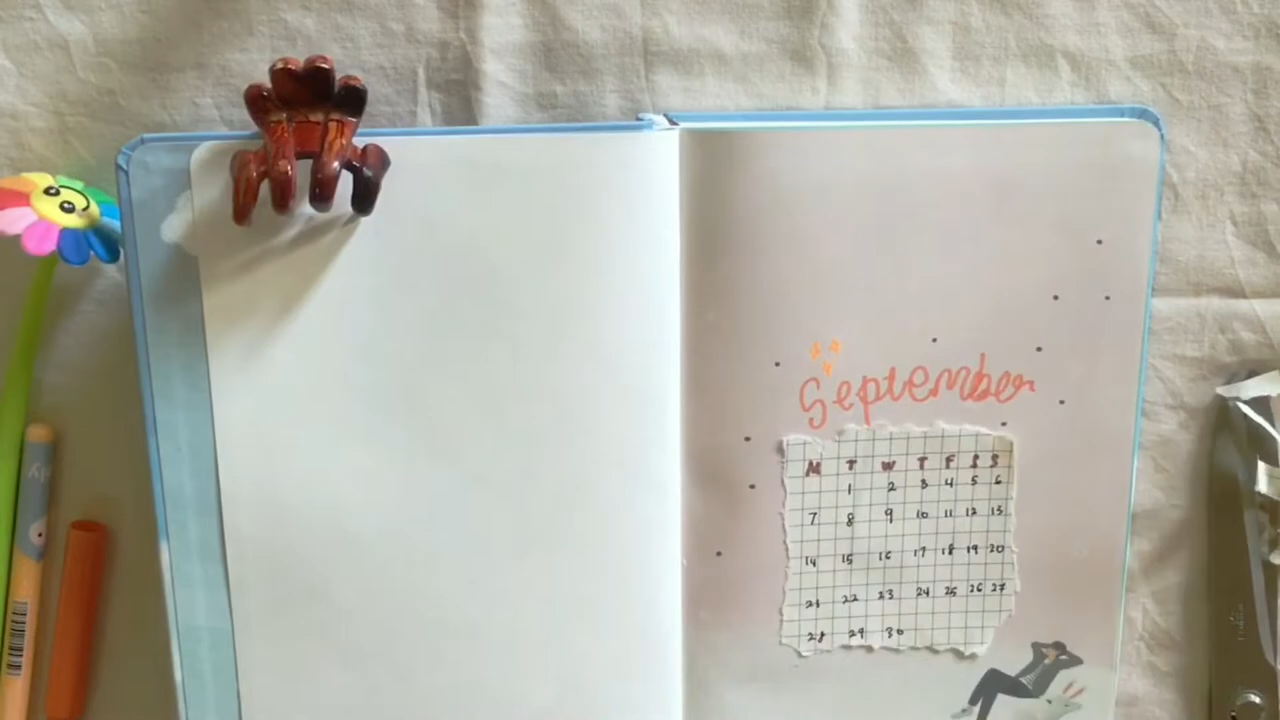 September
M T W T F S S
1 2 3 4 5 6
7 8 9 10 11 12 13
14 15 16 17 18 19 20
21 22 23 24 25 26 27
28 29 30